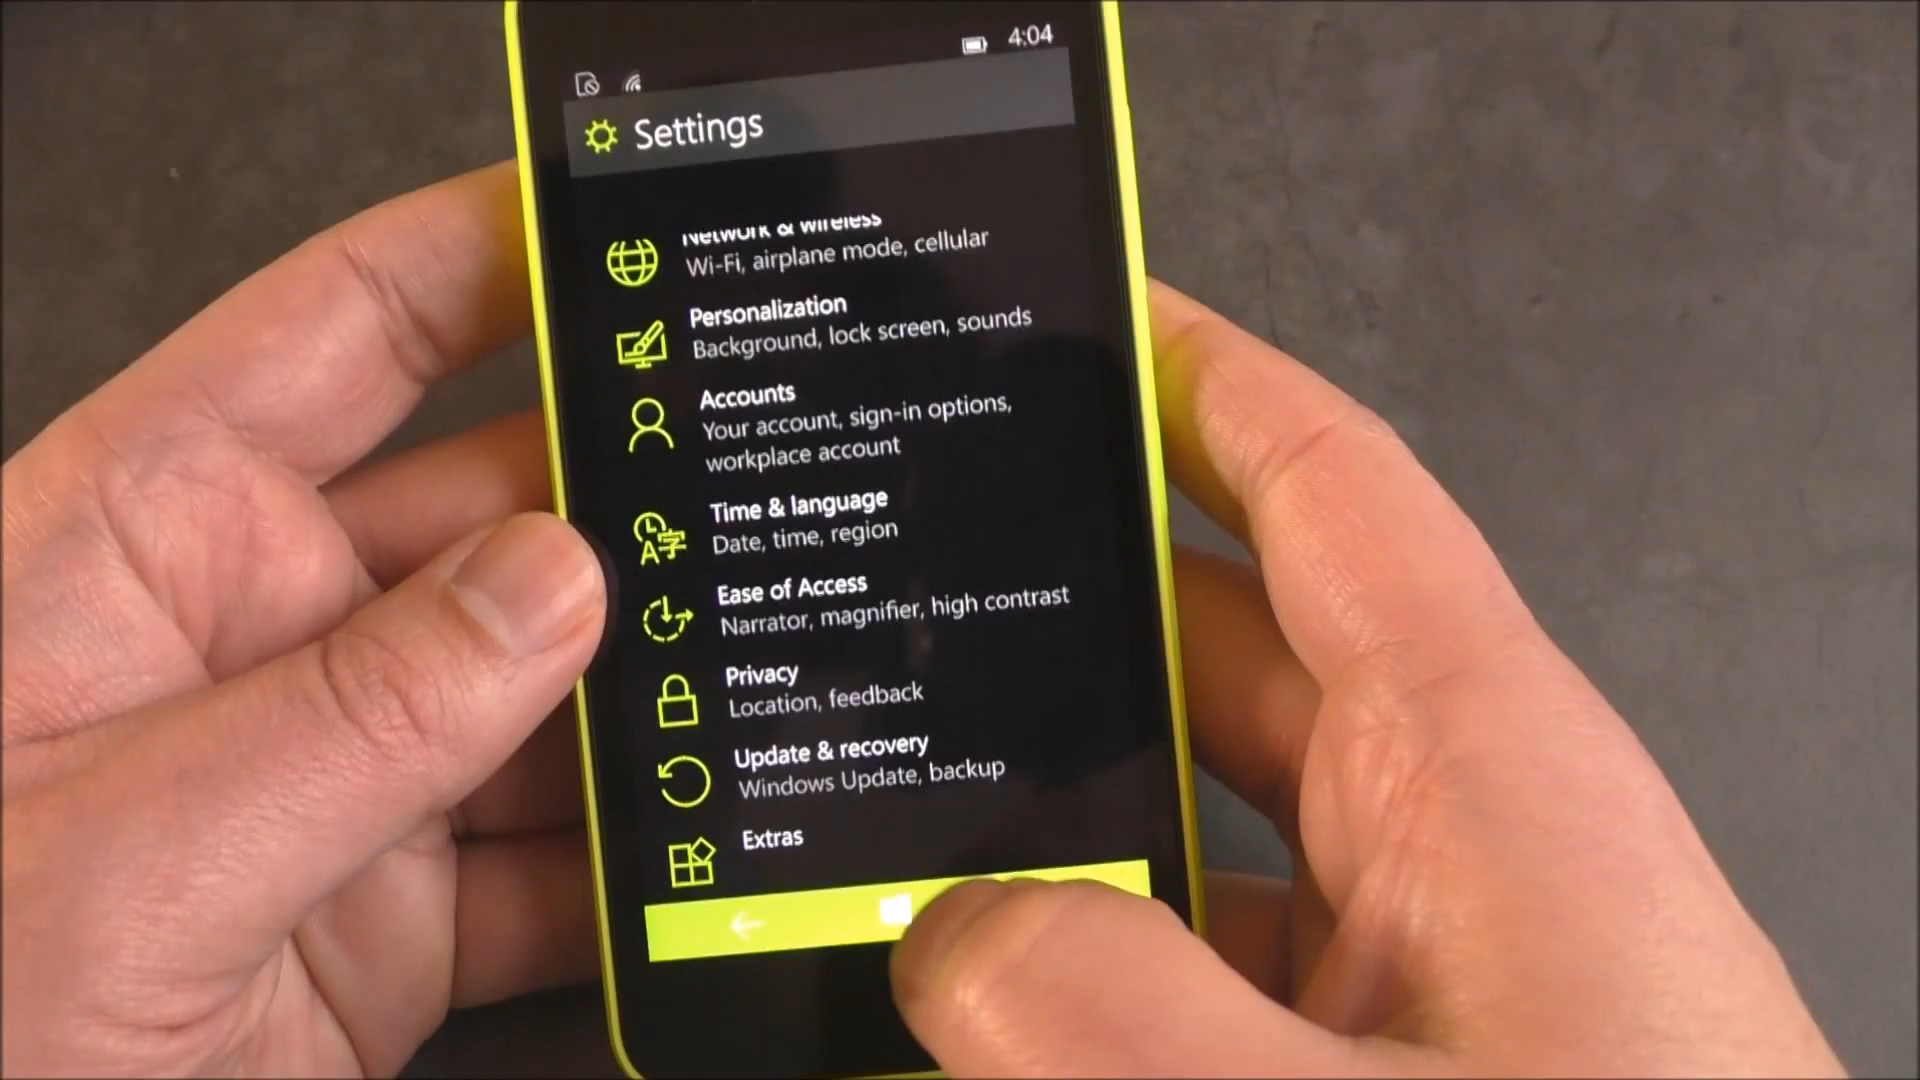 4:04
Settings
Network & wireless
Wi-Fi, airplane mode, cellular
Personalization
Background, lock screen, sounds
Accounts
Your account, sign-in options,
workplace account
Time & language
Date, time, region
Ease of Access
Narrator, magnifier, high contrast
Privacy
Location, feedback
Update & recovery
Windows Update, backup
Extras